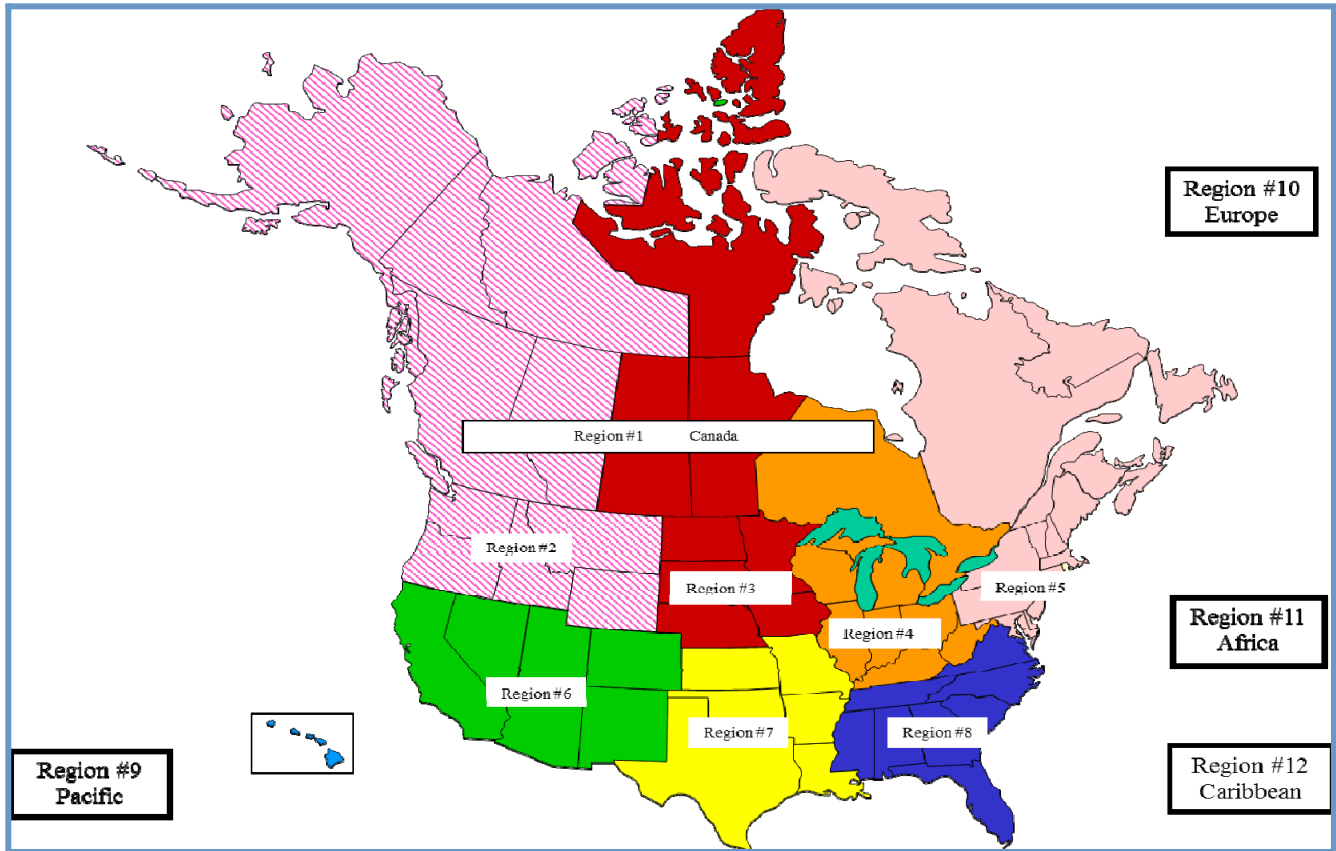 Region #10
Europe
Region #1 Canada
Region #2
Region #3
Region #5
Region #4
Region #11
Africa
Region #6
Region #7
Region #8
Region #9
Pacific
Region #12
Caribbean